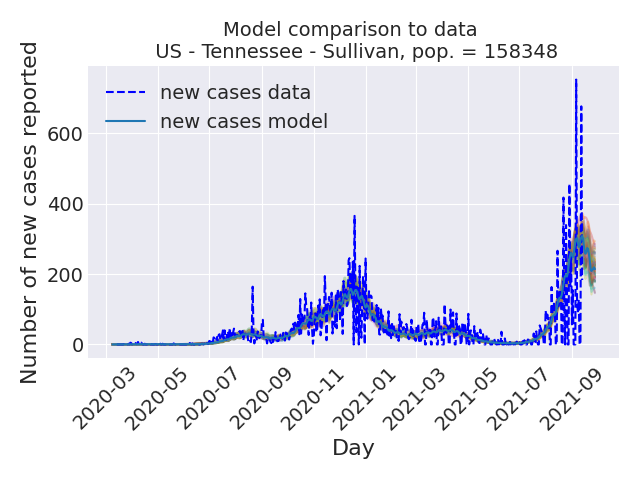 Model comparison to data
US - Tennessee - Sullivan, pop. = 158348
Number of new cases reported
new cases data
new cases model
600
400
200
0
2020-03
2020-05
2020-07
2020-09
2020-11
2021-01
2021-03
2021-05
2021-07
2021-09
Day